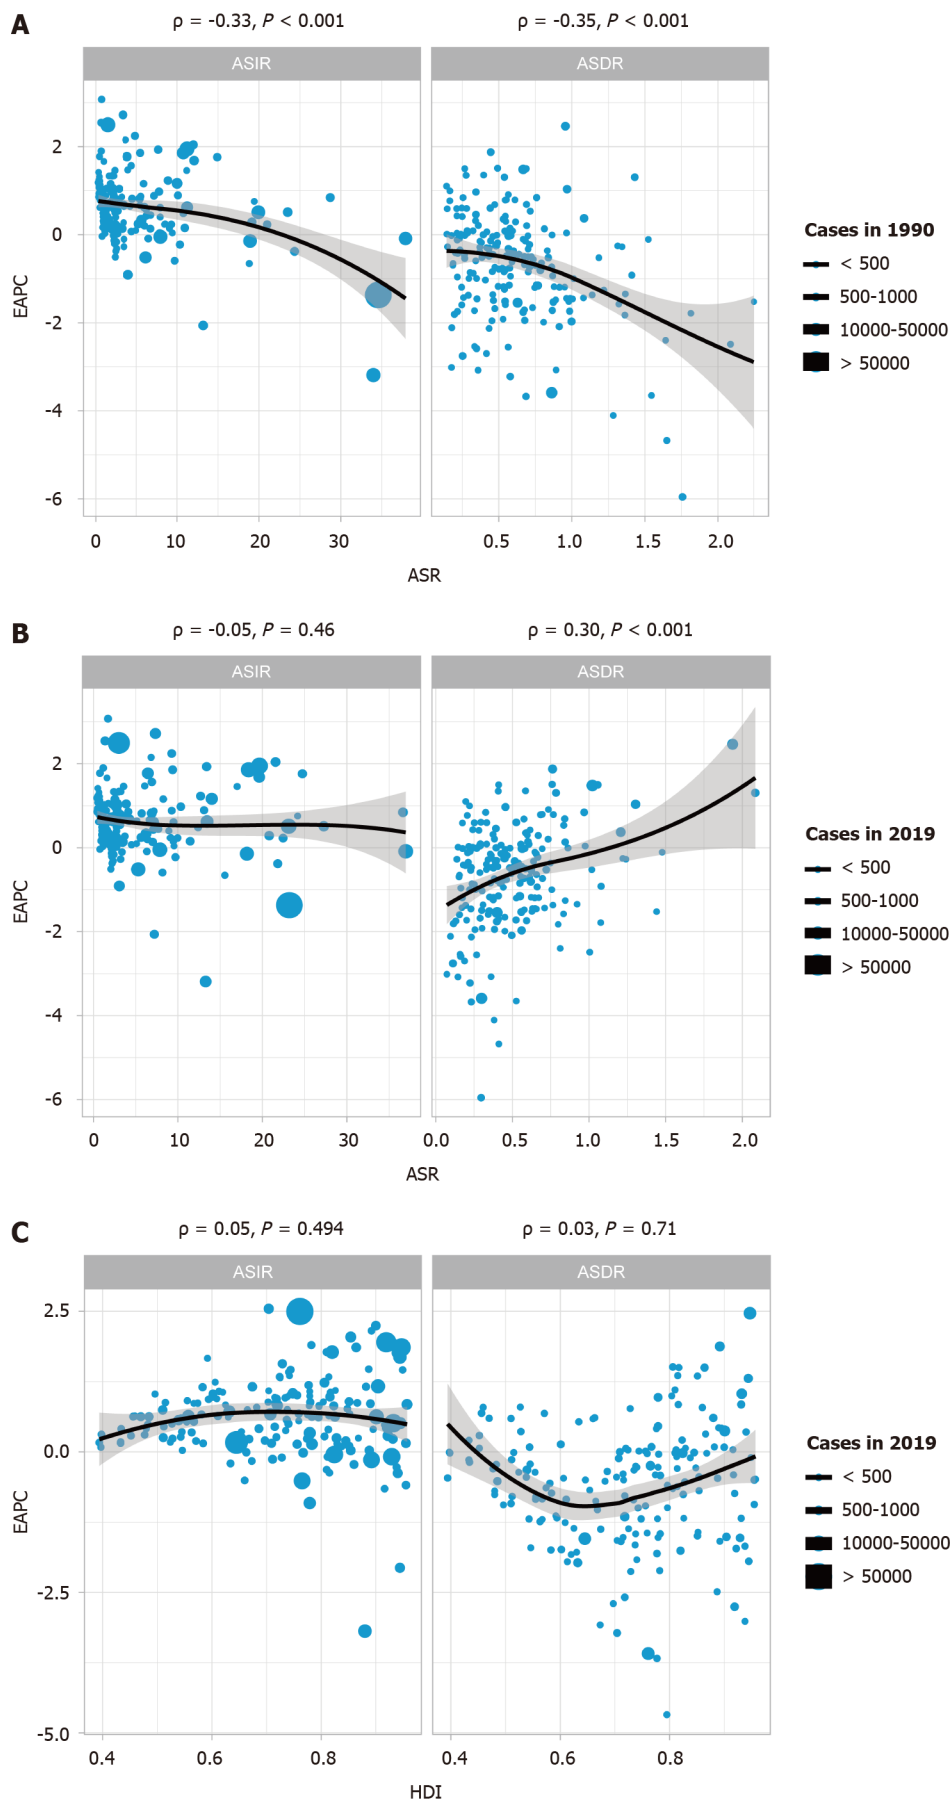 A
ρ = -0.33, P < 0.001
ρ = -0.35, P < 0.001
ASIR
ASDR
EAPC
2
0
-2
-4
-6
0 10 20 30
0.5 1.0 1.5 2.0
ASR
Cases in 1990
< 500
500-1000
10000-50000
> 50000
B
ρ = -0.05, P = 0.46
ρ = 0.30, P < 0.001
ASIR
ASDR
EAPC
2
0
-2
-4
-6
0 10 20 30
0.0 0.5 1.0 1.5 2.0
ASR
Cases in 2019
< 500
500-1000
10000-50000
> 50000
C
ρ = 0.05, P = 0.494
ρ = 0.03, P = 0.71
ASIR
ASDR
EAPC
2.5
0.0
-2.5
-5.0
0.4 0.6 0.8
0.4 0.6 0.8
HDI
Cases in 2019
< 500
500-1000
10000-50000
> 50000